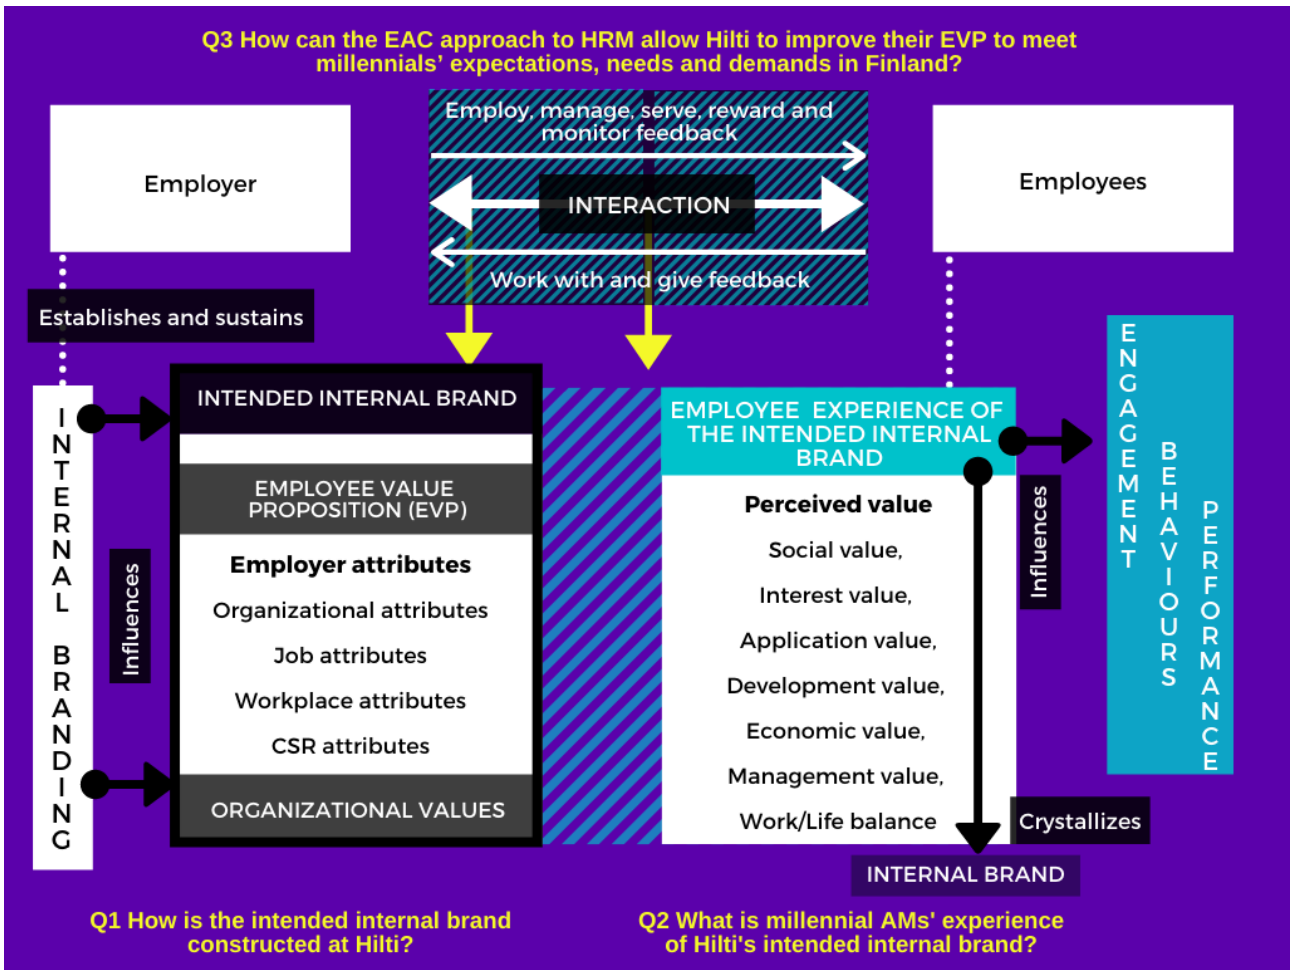 Q3 How can the EAC approach to HRM allow Hilti to improve their EVP to meet
millennials’ expectations, needs and demands in Finland?
Employer
Employ, manage, serve, reward and
monitor feedback
INTERACTION
Work with and give feedback
Employees
Establishes and sustains
INTERNAL BRANDING
Influences
INTENDED INTERNAL BRAND
EMPLOYEE VALUE
PROPOSITION (EVP)
Employer attributes
Organizational attributes
Job attributes
Workplace attributes
CSR attributes
ORGANIZATIONAL VALUES
EMPLOYEE EXPERIENCE OF
THE INTENDED INTERNAL
BRAND
Perceived value
Social value,
Interest value,
Application value,
Development value,
Economic value,
Management value,
Work/Life balance
Influences
Crystallizes
INTERNAL BRAND
ENGAGEMENT
BEHAVIOURS
PERFORMANCE
Q1 How is the intended internal brand
constructed at Hilti?
Q2 What is millennial AMs' experience
of Hilti's intended internal brand?